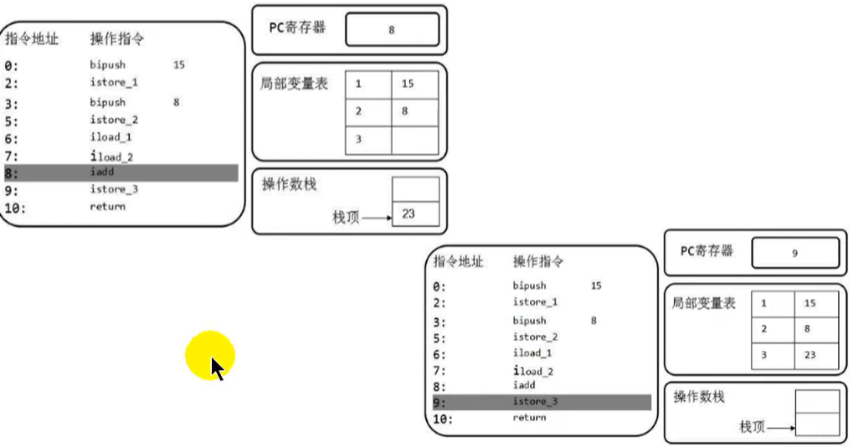 指令地址 操作指令
0: bipush 15
2: istore_1
3: bipush 8
5: istore_2
6: iload_1
7: iload_2
8: iadd
9: istore_3
10: return
PC寄存器 8
局部变量表
1 15
2 8
3
操作数栈
栈顶 23
指令地址 操作指令
0: bipush 15
2: istore_1
3: bipush 8
5: istore_2
6: iload_1
7: iload_2
8: iadd
9: istore_3
10: return
PC寄存器 9
局部变量表
1 15
2 8
3 23
操作数栈
栈顶